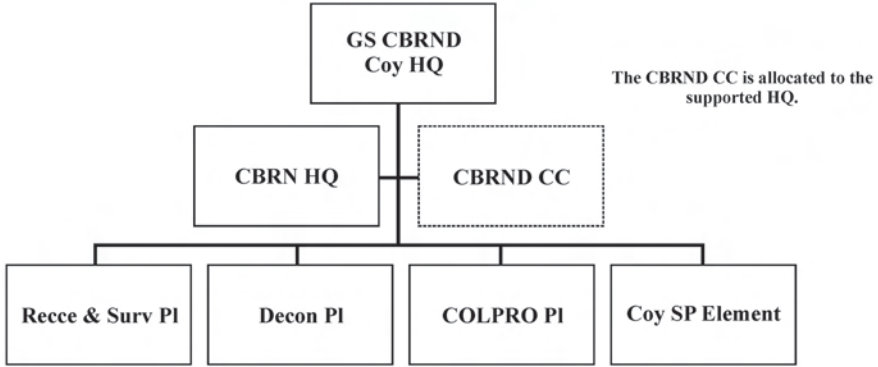 GS CBRND
Coy HQ
The CBRND CC is allocated to the
supported HQ.
CBRN HQ
CBRND CC
Recce & Surv Pl
Decon Pl
COLPRO Pl
Coy SP Element